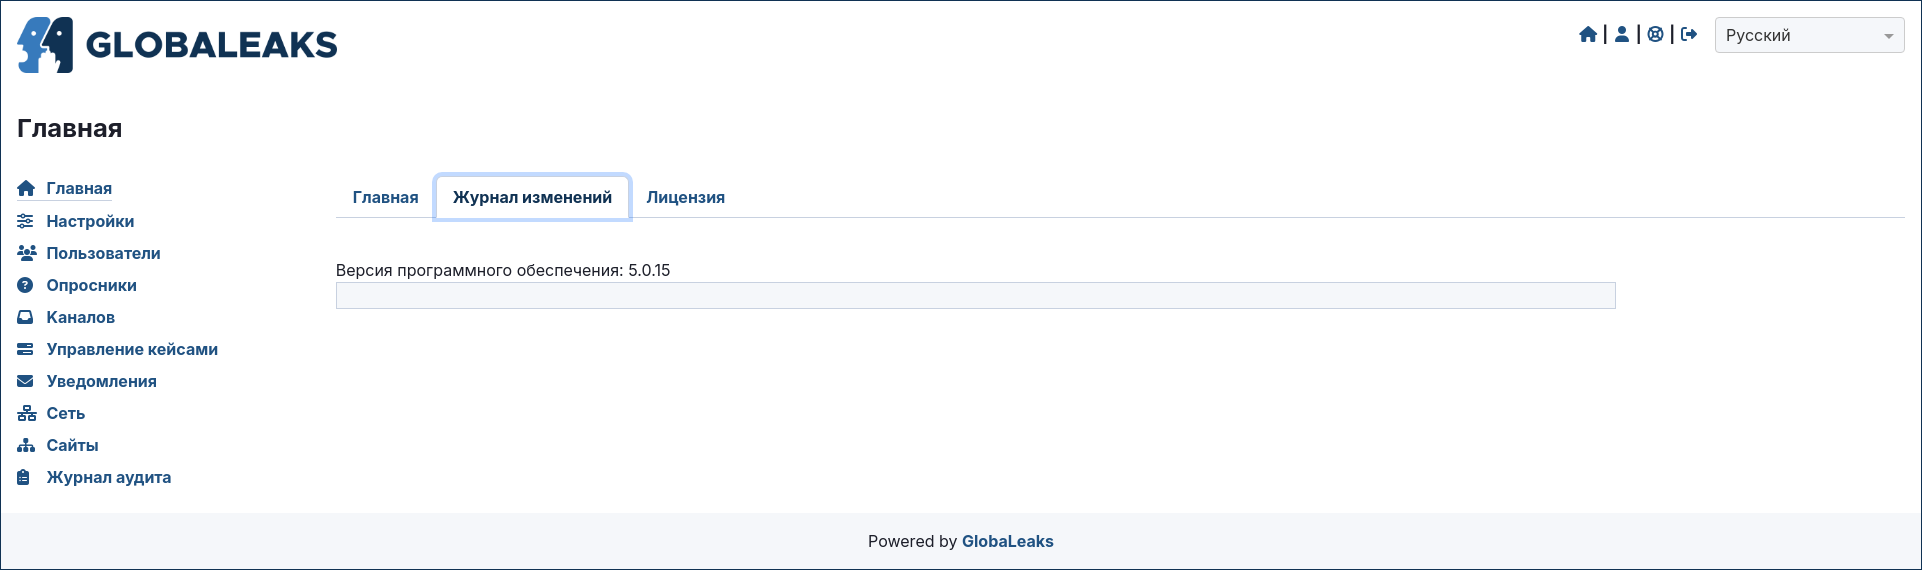 GLOBALEAKS
| | |
Русский
Главная
Главная
Настройки
Пользователи
Опросники
Каналов
Управление кейсами
Уведомления
Сеть
Сайты
Журнал аудита
Главная Журнал изменений Лицензия
Версия программного обеспечения: 5.0.15
Powered by GlobaLeaks